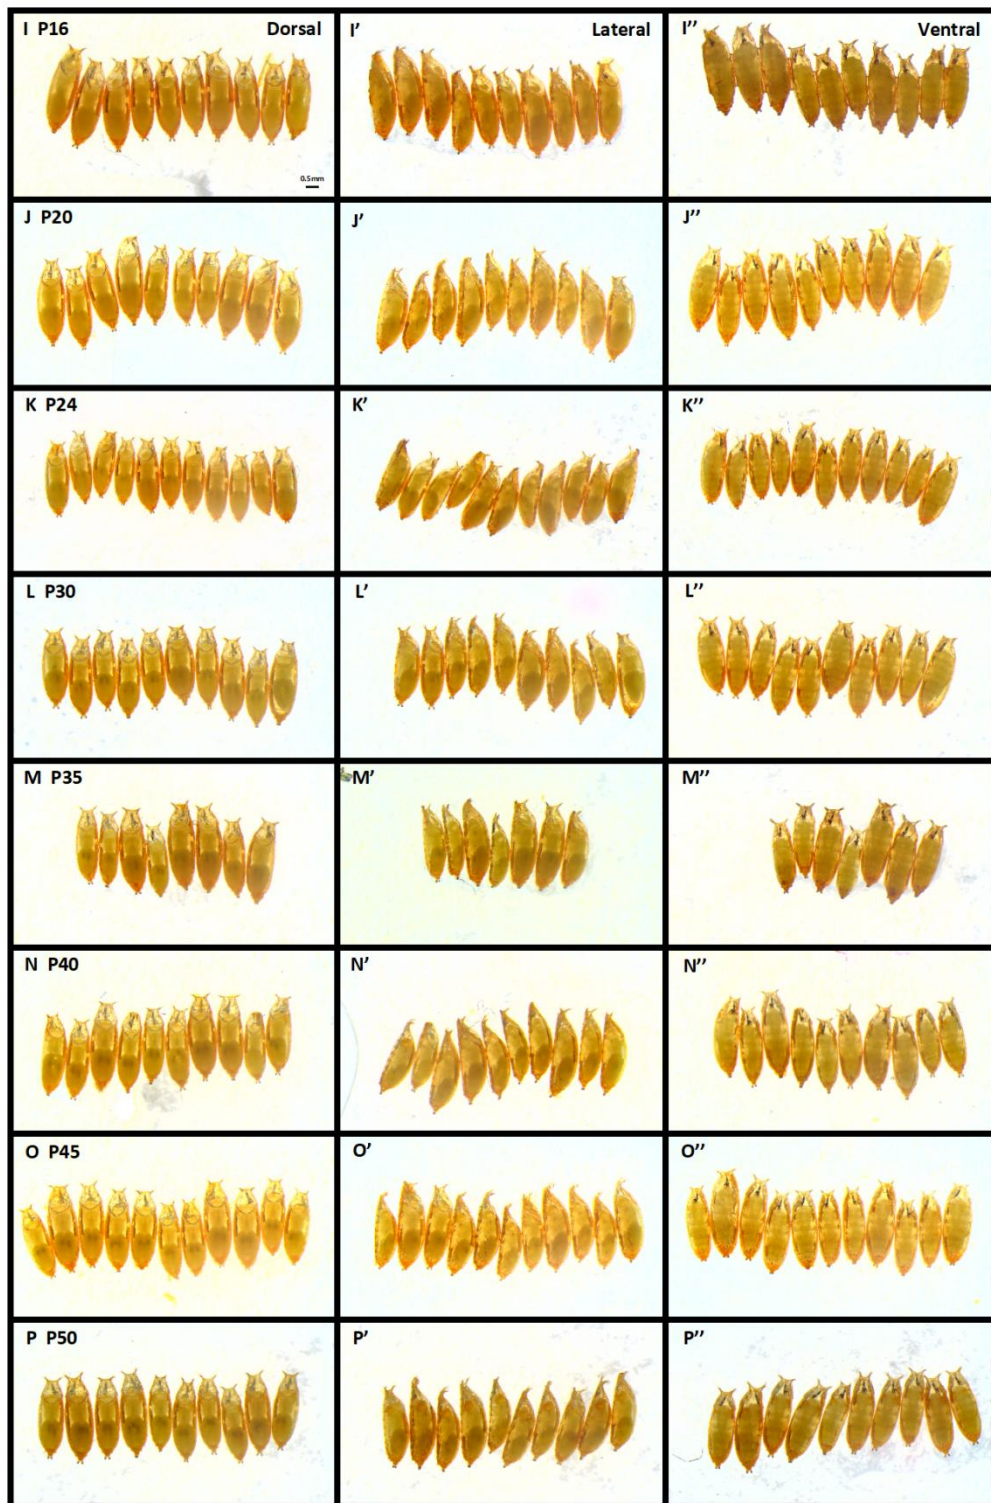 I P16 Dorsal
I’ Lateral
I’’ Ventral
0.5mm
J P20
J’
J’’
K P24
K’
K’’
L P30
L’
L’’
M P35
M’
M’’
N P40
N’
N’’
O P45
O’
O’’
P P50
P’
P’’